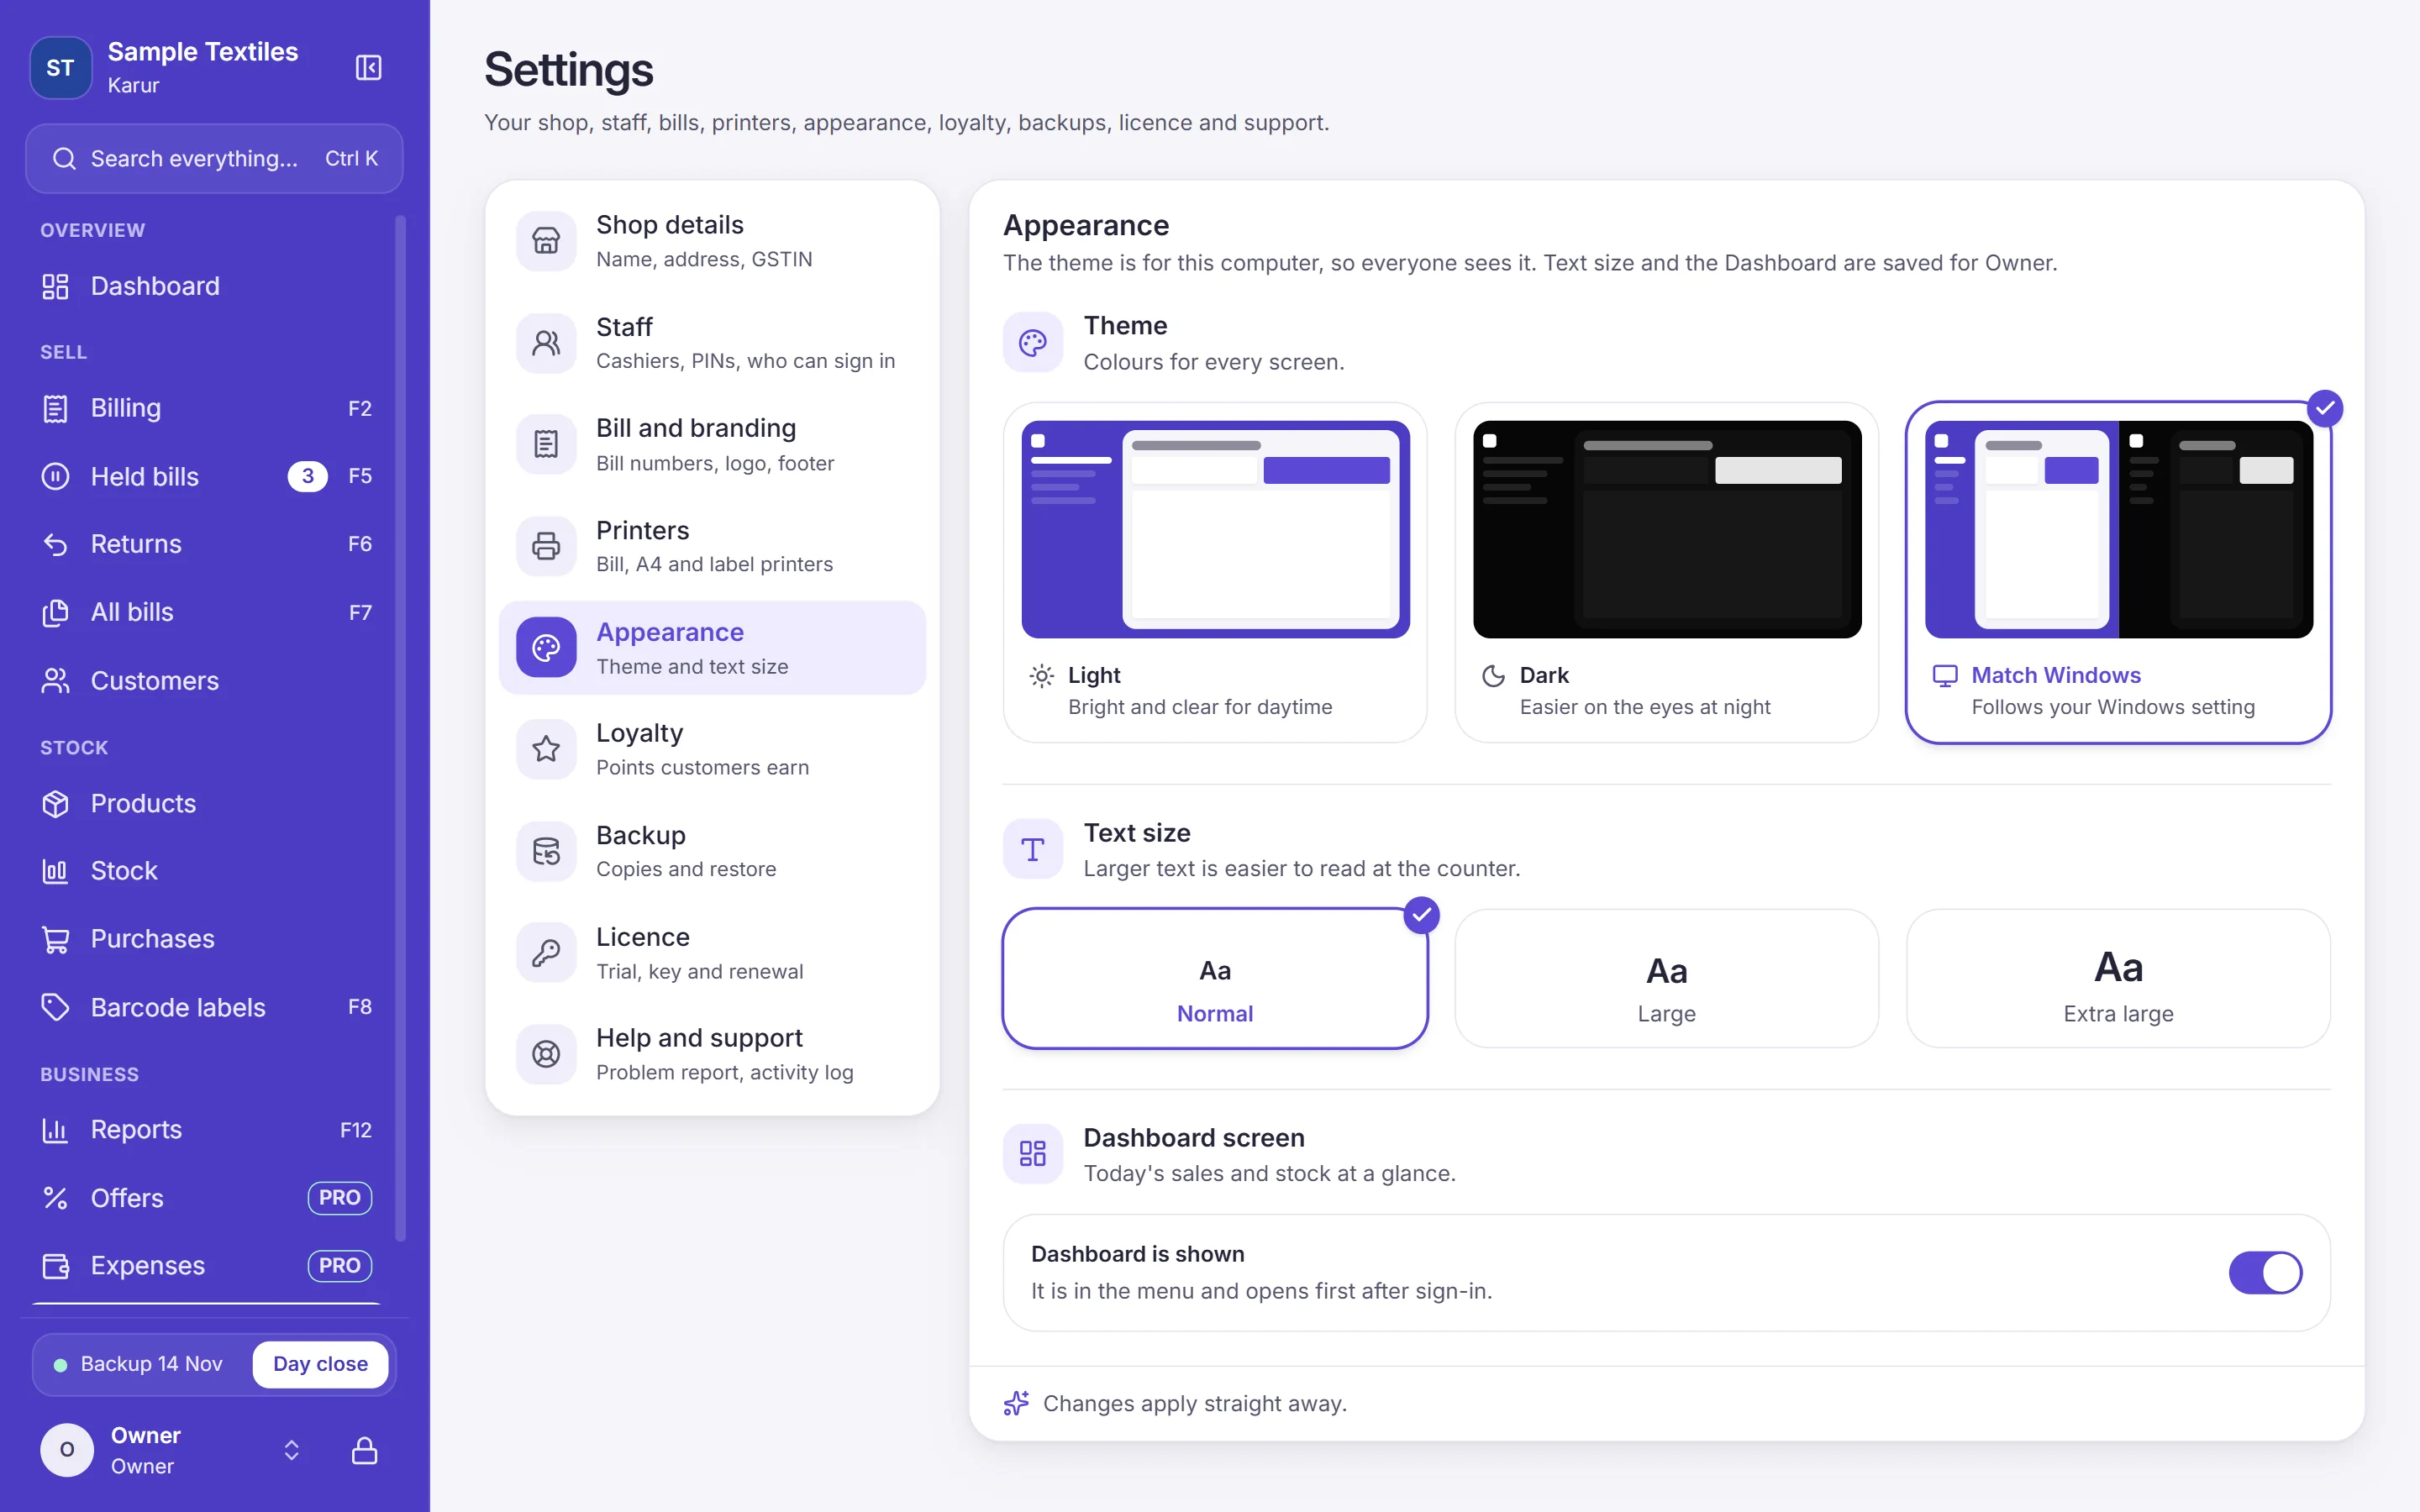 ST
Sample Textiles
Karur
Search everything... Ctrl K
OVERVIEW
Dashboard
SELL
Billing F2
Held bills 3 F5
Returns F6
All bills F7
Customers
STOCK
Products
Stock
Purchases
Barcode labels F8
BUSINESS
Reports F12
Offers PRO
Expenses PRO
Backup 14 Nov Day close
O
Owner
Owner
Settings
Your shop, staff, bills, printers, appearance, loyalty, backups, licence and support.
Shop details
Name, address, GSTIN
Staff
Cashiers, PINs, who can sign in
Bill and branding
Bill numbers, logo, footer
Printers
Bill, A4 and label printers
Appearance
Theme and text size
Loyalty
Points customers earn
Backup
Copies and restore
Licence
Trial, key and renewal
Help and support
Problem report, activity log
Appearance
The theme is for this computer, so everyone sees it. Text size and the Dashboard are saved for Owner.
Theme
Colours for every screen.
Light
Bright and clear for daytime
Dark
Easier on the eyes at night
Match Windows
Follows your Windows setting
Text size
Larger text is easier to read at the counter.
Aa
Normal
Aa
Large
Aa
Extra large
Dashboard screen
Today's sales and stock at a glance.
Dashboard is shown
It is in the menu and opens first after sign-in.
Changes apply straight away.